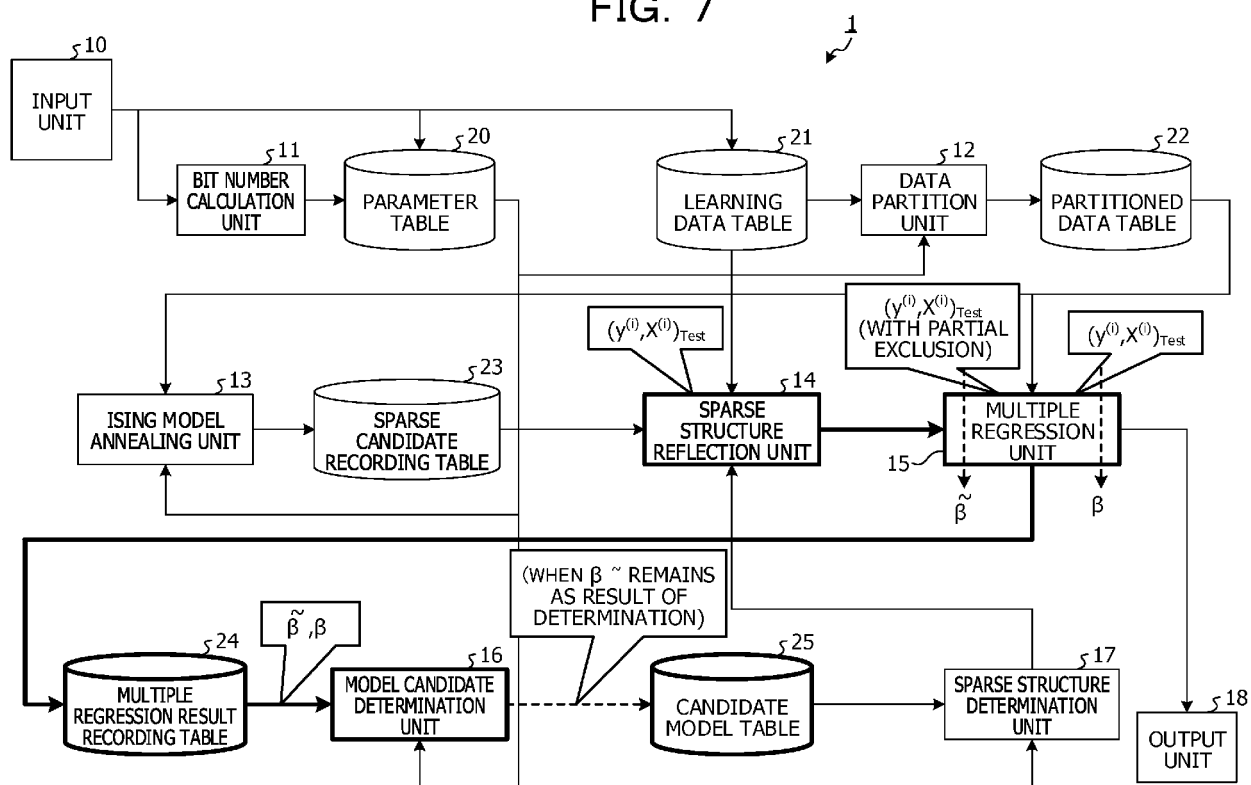 FIG. 7
1
10
INPUT
UNIT
11
BIT NUMBER
CALCULATION
UNIT
20
PARAMETER
TABLE
21
LEARNING
DATA TABLE
12
DATA
PARTITION
UNIT
22
PARTITIONED
DATA TABLE
13
ISING MODEL
ANNEALING UNIT
23
SPARSE
CANDIDATE
RECORDING TABLE
(y(i),X(i))Test
14
SPARSE
STRUCTURE
REFLECTION UNIT
(y(i),X(i))Test
(WITH PARTIAL
EXCLUSION)
(y(i),X(i))Test
MULTIPLE
REGRESSION
UNIT
15
β̃
β
24
MULTIPLE
REGRESSION RESULT
RECORDING TABLE
β̃,β
16
MODEL CANDIDATE
DETERMINATION
UNIT
(WHEN β ~ REMAINS
AS RESULT OF
DETERMINATION)
25
CANDIDATE
MODEL TABLE
17
SPARSE STRUCTURE
DETERMINATION
UNIT
18
OUTPUT
UNIT